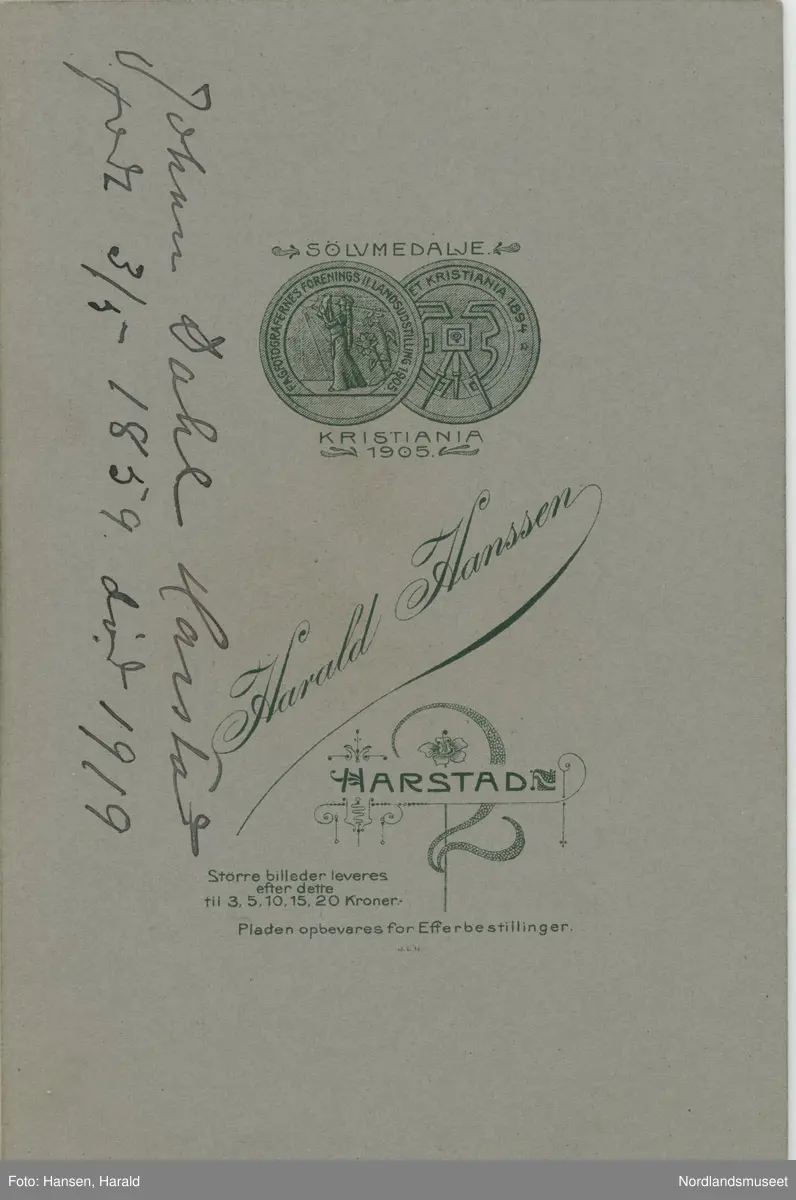 Johan Dahl Harstad
født 3/5 1859 død 1919
SÖLVMEDALJE.
FAGFOTOGRAFERNES FORENINGS II LANDSUDSTILLING 1905
ET KRISTIANIA 1894
KRISTIANIA
1905.
Harald Hanssen
HARSTAD.
Större billeder leveres
efter dette
til 3, 5, 10, 15, 20 Kroner.-
Pladen opbevares for Efterbestillinger.
Foto: Hansen, Harald
Nordlandsmuseet